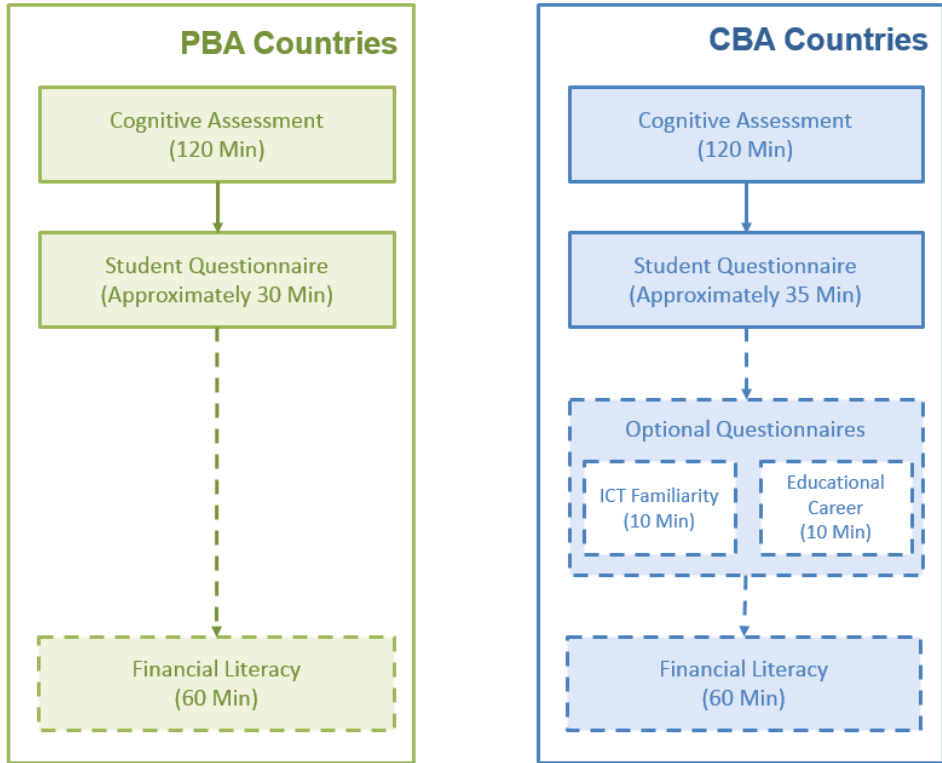 PBA Countries
Cognitive Assessment
(120 Min)
Student Questionnaire
(Approximately 30 Min)
Financial Literacy
(60 Min)
CBA Countries
Cognitive Assessment
(120 Min)
Student Questionnaire
(Approximately 35 Min)
Optional Questionnaires
ICT Familiarity
(10 Min)
Educational
Career
(10 Min)
Financial Literacy
(60 Min)